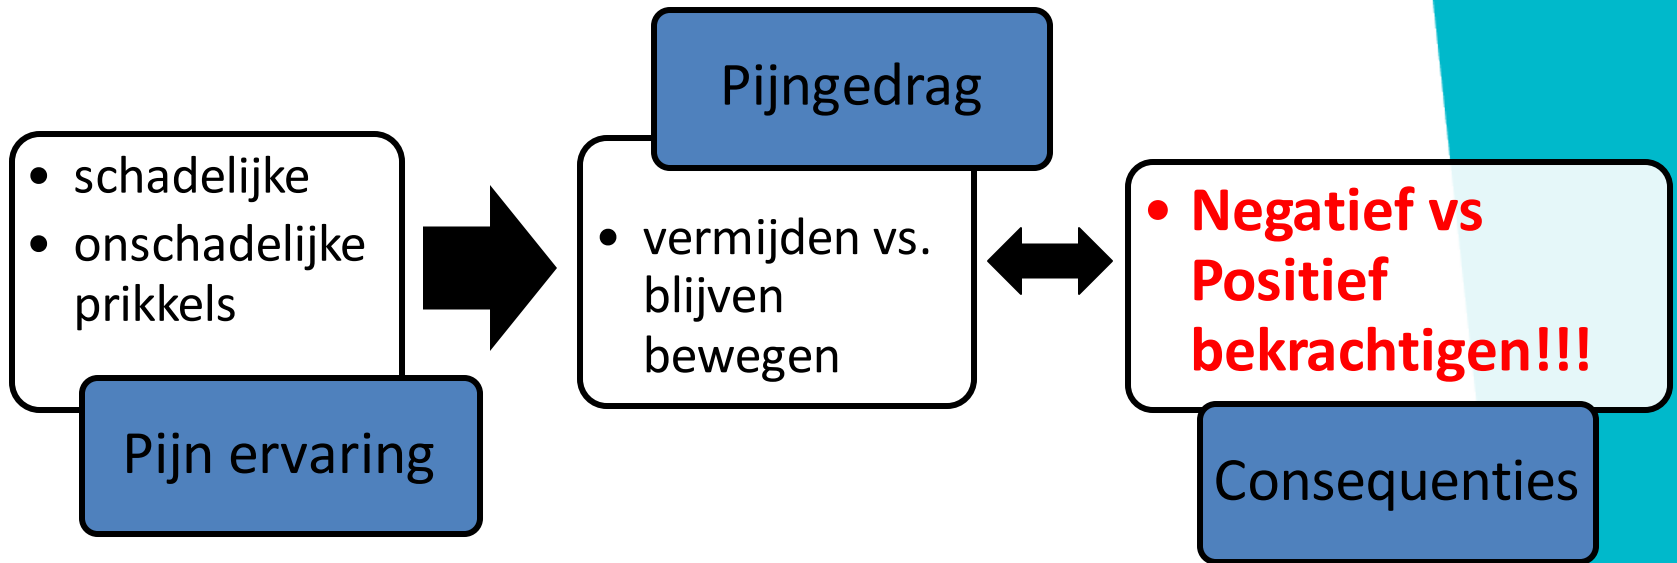 • schadelijke
• onschadelijke
prikkels
Pijn ervaring
Pijngedrag
• vermijden vs.
blijven
bewegen
• Negatief vs
Positief
bekrachtigen!!!
Consequenties